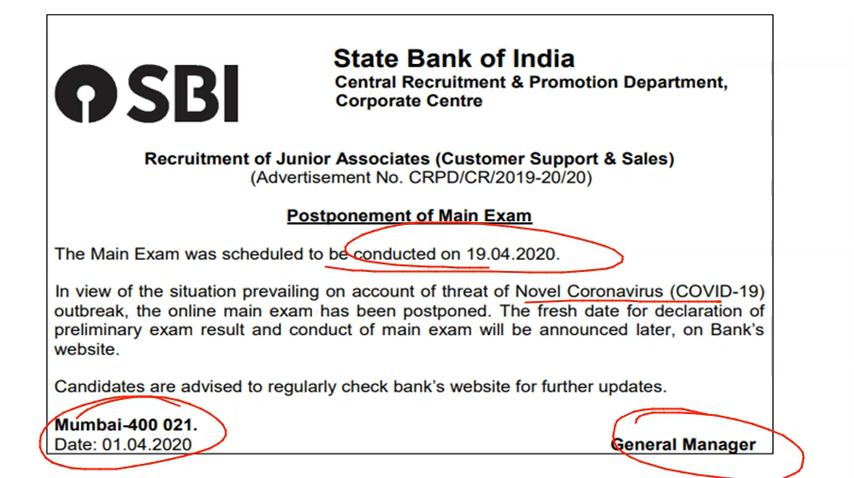 SBI
State Bank of India
Central Recruitment & Promotion Department,
Corporate Centre
Recruitment of Junior Associates (Customer Support & Sales)
(Advertisement No. CRPD/CR/2019-20/20)
Postponement of Main Exam
The Main Exam was scheduled to be conducted on 19.04.2020.
In view of the situation prevailing on account of threat of Novel Coronavirus (COVID-19)
outbreak, the online main exam has been postponed. The fresh date for declaration of
preliminary exam result and conduct of main exam will be announced later, on Bank's
website.
Candidates are advised to regularly check bank's website for further updates.
Mumbai-400 021.
Date: 01.04.2020
General Manager